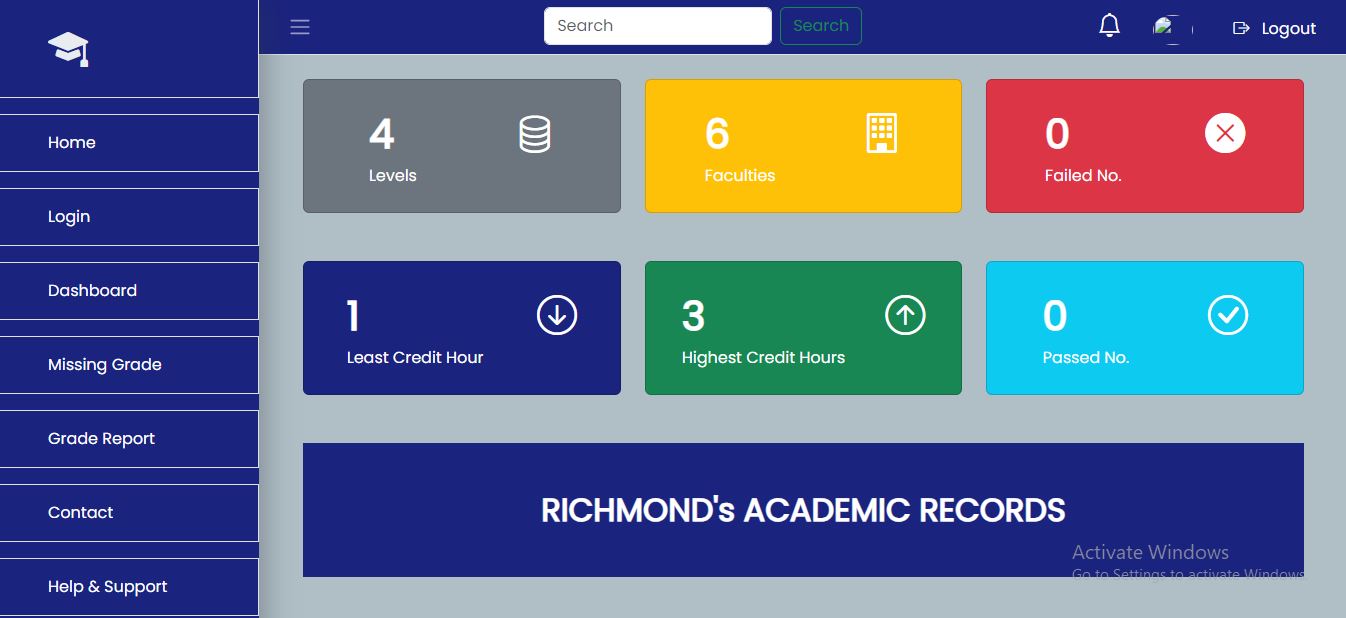 Search
Search
Logout
Home
Login
Dashboard
Missing Grade
Grade Report
Contact
Help & Support
4
Levels
6
Faculties
0
Failed No.
1
Least Credit Hour
3
Highest Credit Hours
0
Passed No.
RICHMOND's ACADEMIC RECORDS
Activate Windows
Go to Settings to activate Windows